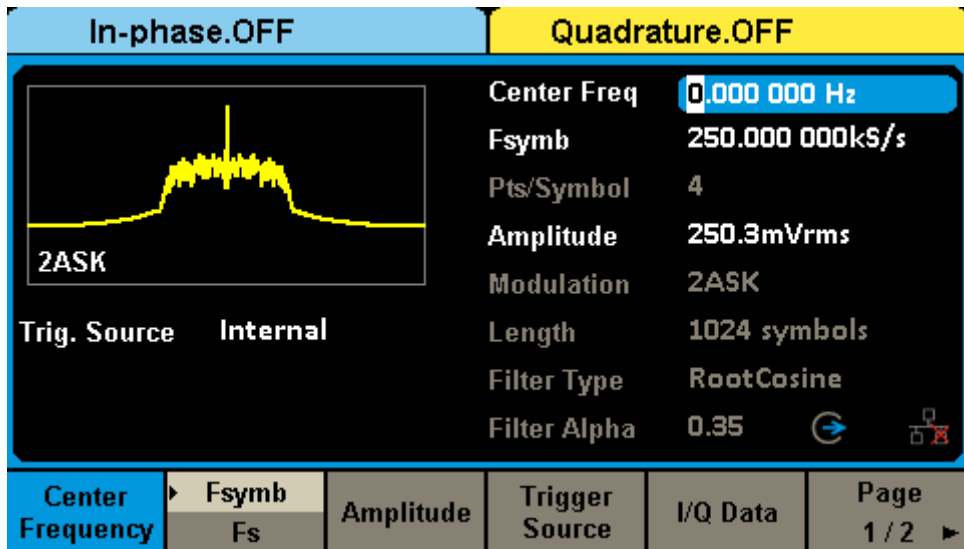 In-phase.OFF
Quadrature.OFF
2ASK
Trig. Source Internal
Center Freq 0.000 000 Hz
Fsymb 250.000 000kS/s
Pts/Symbol 4
Amplitude 250.3mVrms
Modulation 2ASK
Length 1024 symbols
Filter Type RootCosine
Filter Alpha 0.35
Center
Frequency
Fsymb
Fs
Amplitude
Trigger
Source
I/Q Data
Page
1/2